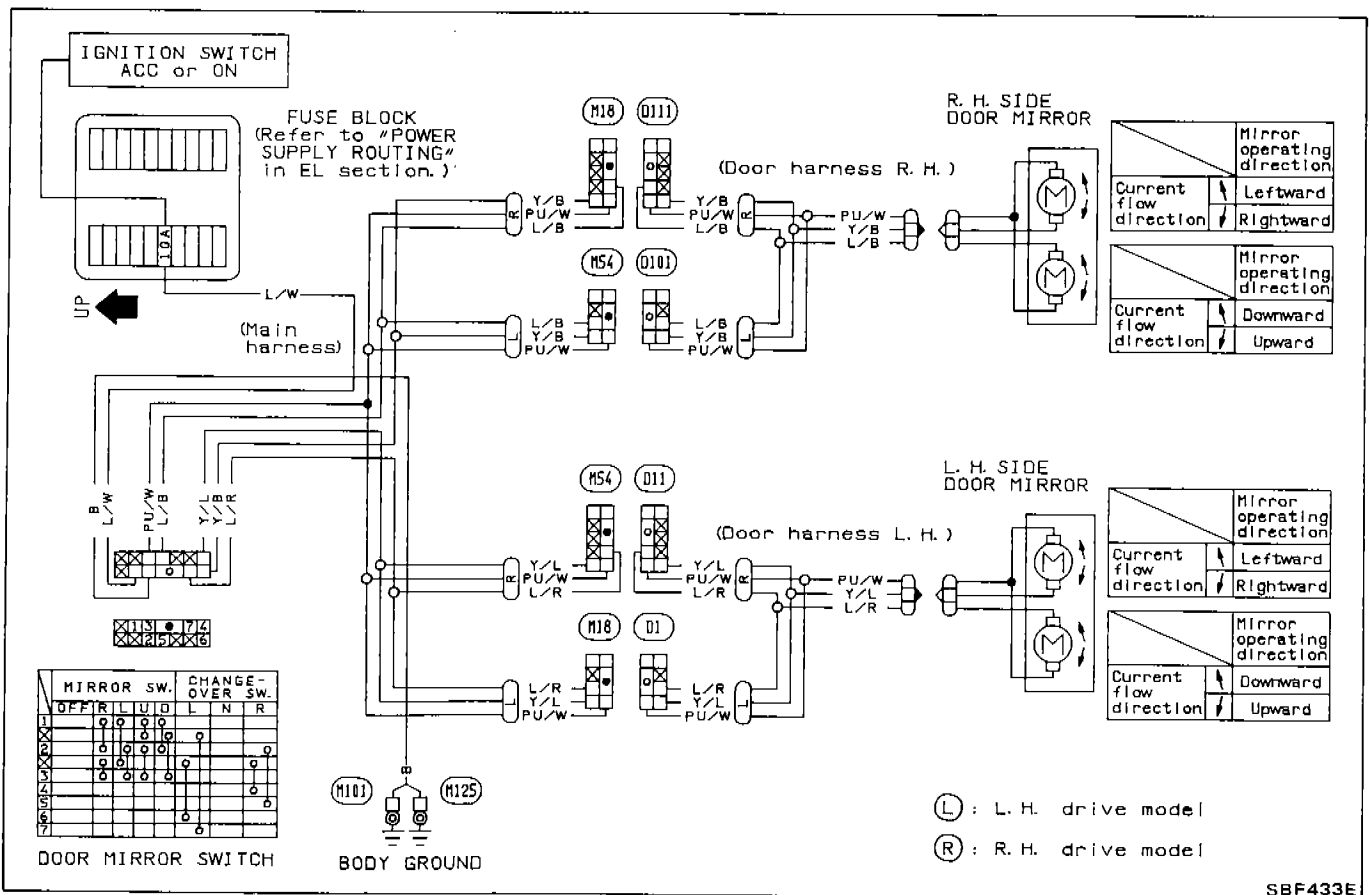 IGNITION SWITCH
ACC or ON
FUSE BLOCK
(Refer to "POWER
SUPPLY ROUTING"
in EL section.)
10A
UP
L/W
(Main
harness)
B
L/W
PU/W
L/B
Y/L
Y/B
L/R
1 3 7 4
2 5 6
MIRROR SW. CHANGE-
OVER SW.
OFF R L U D L N R
1
2
3
4
5
6
7
DOOR MIRROR SWITCH
M18 D111
R
Y/B
PU/W
L/B
Y/B
PU/W
L/B
R
(Door harness R. H.)
M54 D101
L
L/B
Y/B
PU/W
L/B
Y/B
PU/W
L
PU/W
Y/B
L/B
R. H. SIDE
DOOR MIRROR
M
M
Mirror
operating
direction
Current
flow
direction
Leftward
Rightward
Mirror
operating
direction
Current
flow
direction
Downward
Upward
M54 D11
R
Y/L
PU/W
L/R
Y/L
PU/W
L/R
R
(Door harness L. H.)
M18 D1
L
L/R
Y/L
PU/W
L/R
Y/L
PU/W
L
PU/W
Y/L
L/R
L. H. SIDE
DOOR MIRROR
M
M
Mirror
operating
direction
Current
flow
direction
Leftward
Rightward
Mirror
operating
direction
Current
flow
direction
Downward
Upward
B
M101 M125
BODY GROUND
L : L. H. drive model
R : R. H. drive model
SBF433E